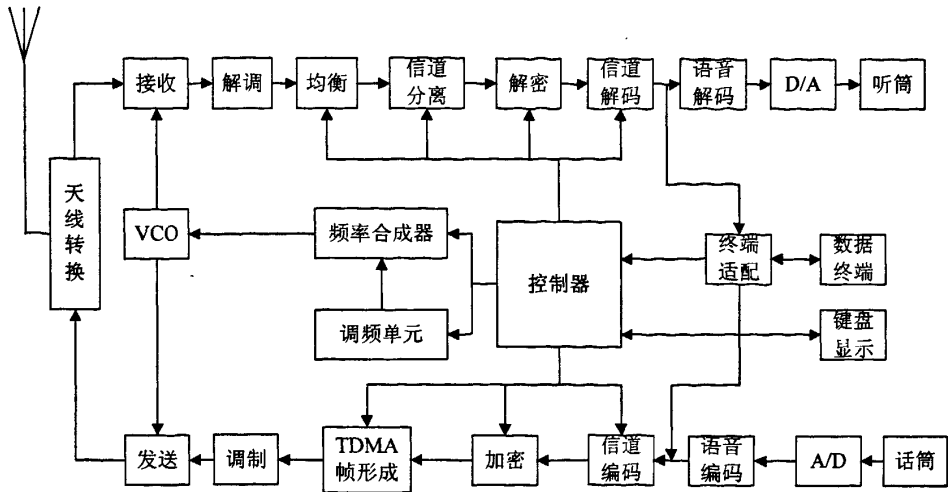 接收
解调
均衡
信道
分离
解密
信道
解码
语音
解码
D/A
听筒
天
线
转
换
VCO
频率合成器
控制器
终端
适配
数据
终端
调频单元
键盘
显示
发送
调制
TDMA
帧形成
加密
信道
编码
语音
编码
A/D
话筒